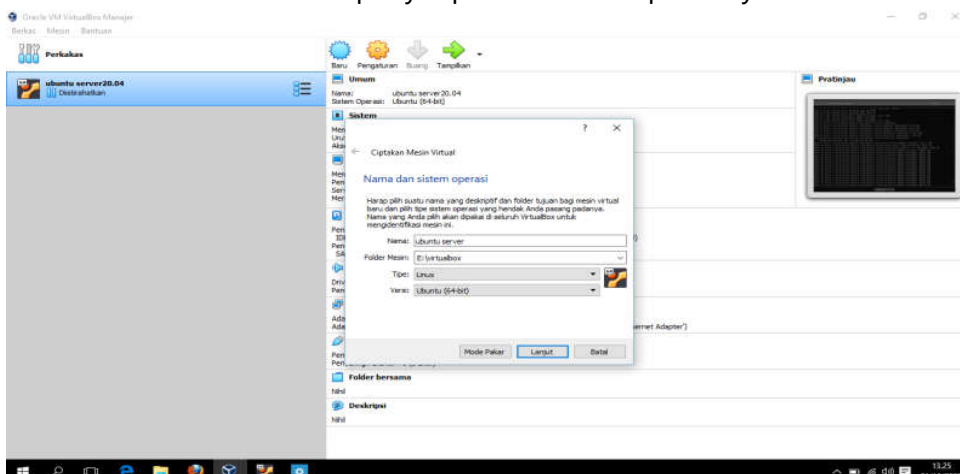 Oracle VM VirtualBox Manajer
Berkas Mesin Bantuan
Perkakas
Baru Pengaturan Buang Tampilkan
ubuntu server20.04
Distirahatkan
Umum
Nama: ubuntu server20.04
Sistem Operasi: Ubuntu (64-bit)
Sistem
Pratinjau
? ×
Ciptakan Mesin Virtual
Nama dan sistem operasi
Harap pilih suatu nama yang deskriptif dan folder tujuan bagi mesin virtual
baru dan pilih tipe sistem operasi yang hendak Anda pasang padanya.
Nama yang Anda pilih akan dipakai di seluruh VirtualBox untuk
mengidentifikasi mesin ini.
Nama: ubuntu server
Folder Mesin: E:\virtualbox
Tipe: Linux
Versi: Ubuntu (64-bit)
ernet Adapter')
Mode Pakar Lanjut Batal
Folder bersama
Nihil
Deskripsi
Nihil
13.25